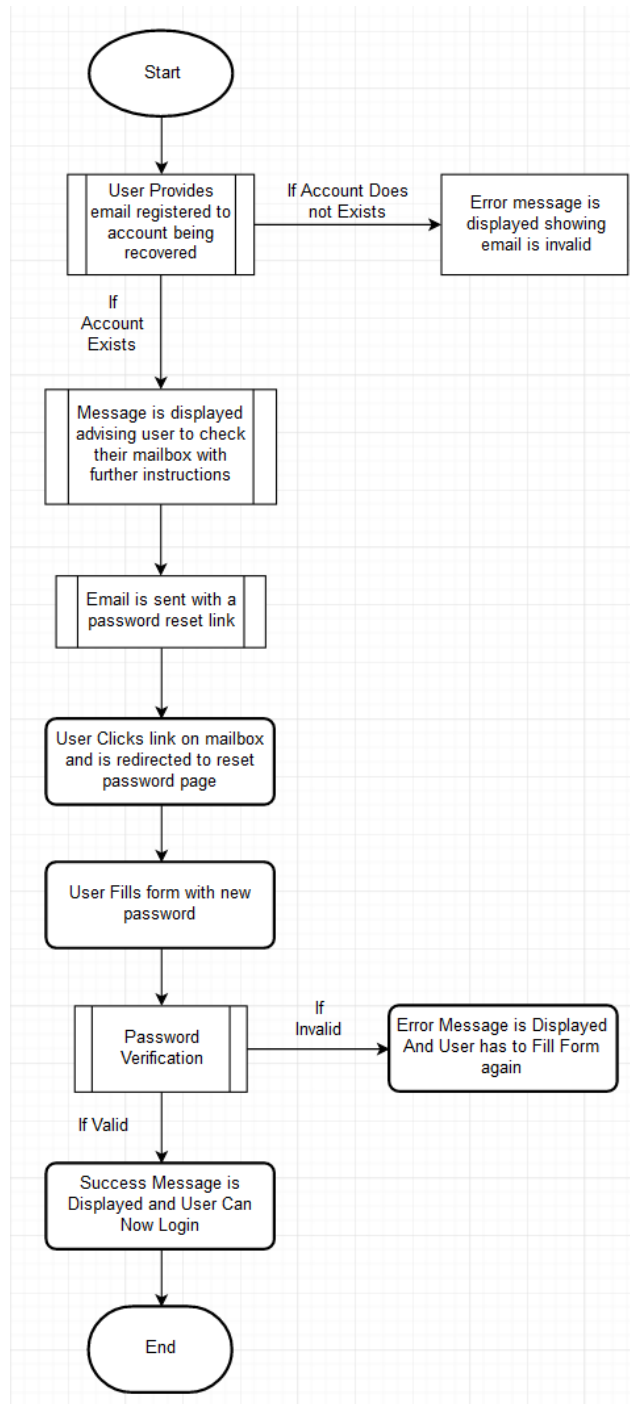 Start
User Provides
email registered to
account being
recovered
If Account Does
not Exists
Error message is
displayed showing
email is invalid
If
Account
Exists
Message is displayed
advising user to check
their mailbox with
further instructions
Email is sent with a
password reset link
User Clicks link on mailbox
and is redirected to reset
password page
User Fills form with new
password
Password
Verification
If
Invalid
Error Message is Displayed
And User has to Fill Form
again
If Valid
Success Message is
Displayed and User Can
Now Login
End